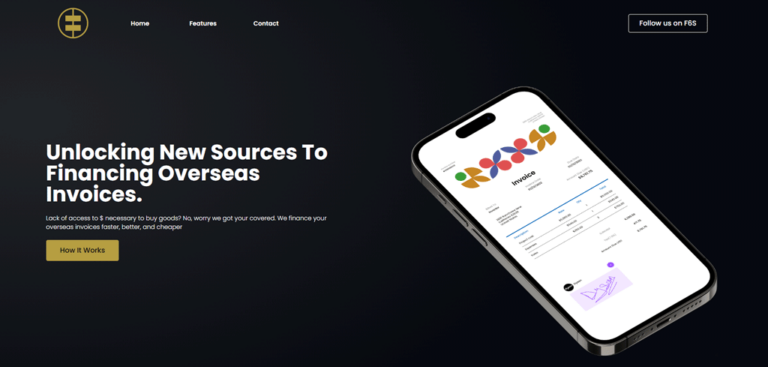 Home
Features
Contact
Follow us on F6S
Unlocking New Sources To
Financing Overseas
Invoices.
Lack of access to $ necessary to buy goods? No, worry we got your covered. We finance your
overseas invoices faster, better, and cheaper
How It Works
Invoice